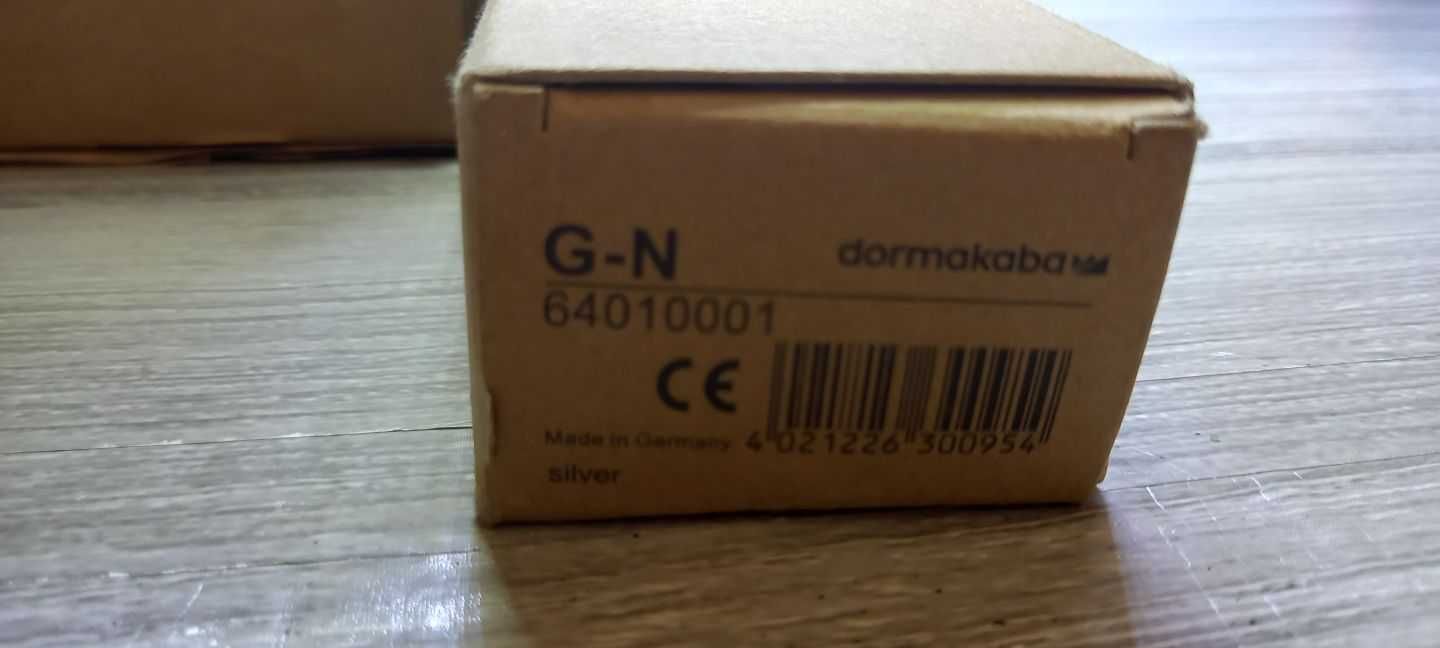 G-N
dormakaba
64010001
CE
Made in Germany
4 021226 300954
silver